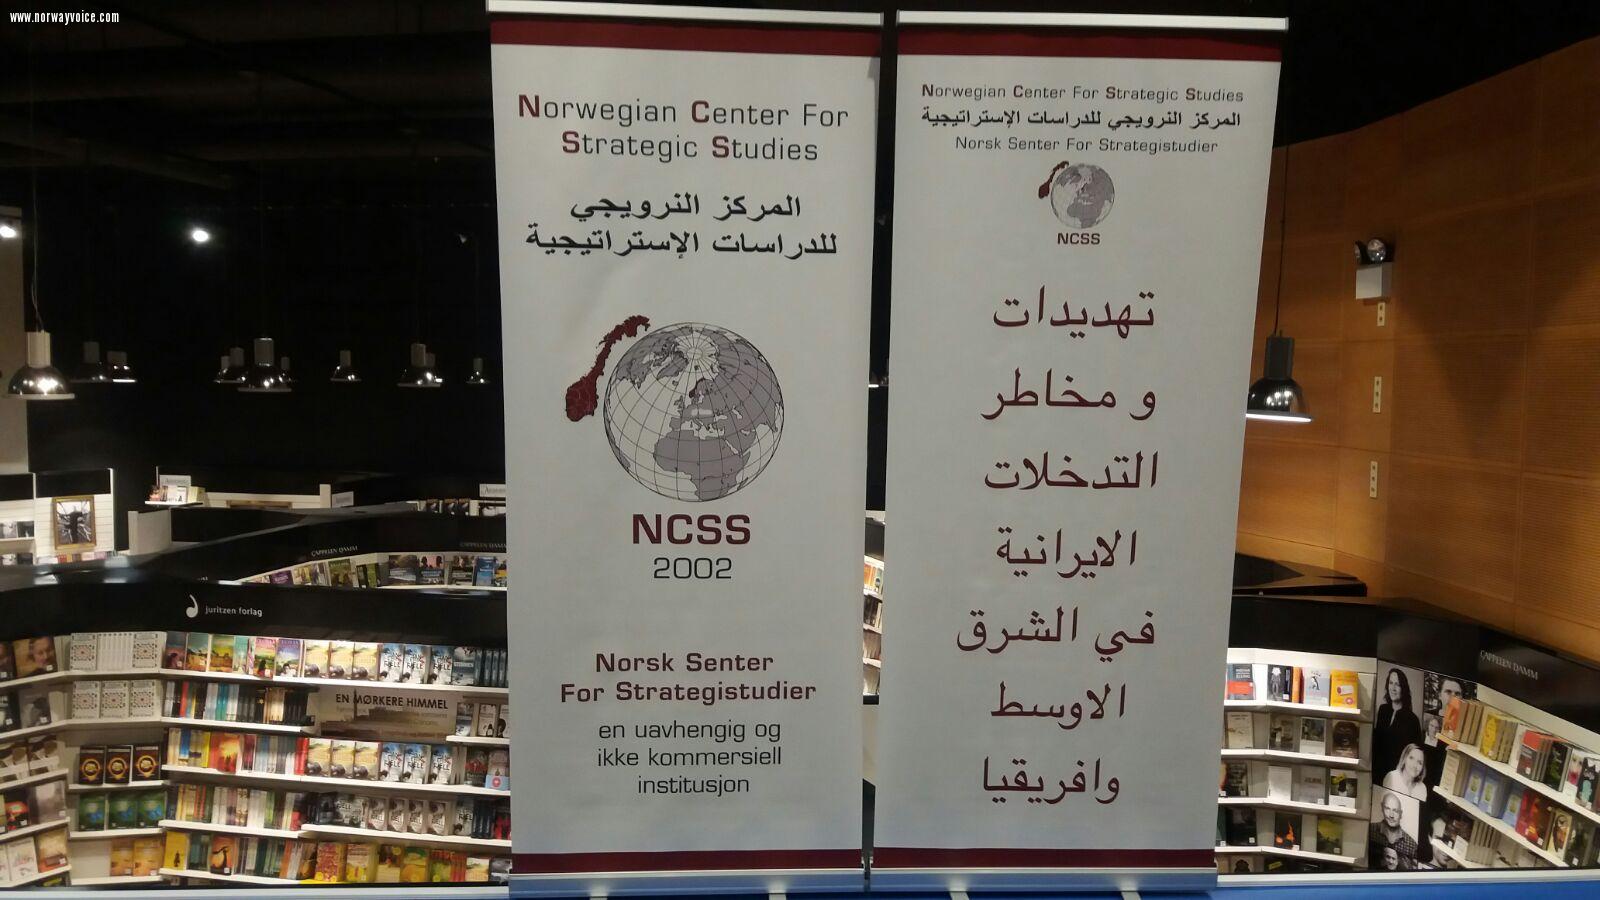 www.norwayvoice.com
Norwegian Center For
Strategic Studies
المركز النرويجي
للدراسات الإستراتيجية
NCSS
2002
Norsk Senter
For Strategistudier
en uavhengig og
ikke kommersiell
institusjon
Norwegian Center For Strategic Studies
المركز النرويجي للدراسات الإستراتيجية
Norsk Senter For Strategistudier
NCSS
تهديدات
و مخاطر
التدخلات
الايرانية
في الشرق
الاوسط
وافريقيا
CAPPELEN DAMM
juritzen forlag
EN MØRKERE HIMMEL
CAPPELEN DAMM